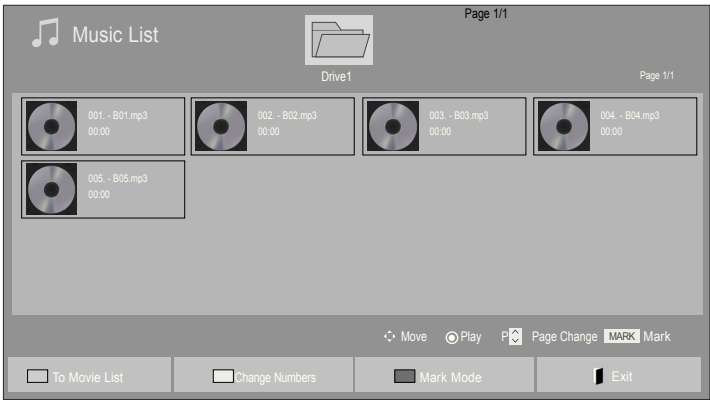 Page 1/1
Music List
Drive1
Page 1/1
001. - B01.mp3
00:00
002. - B02.mp3
00:00
003. - B03.mp3
00:00
004. - B04.mp3
00:00
005. - B05.mp3
00:00
Move Play P Page Change MARK Mark
To Movie List Change Numbers Mark Mode Exit